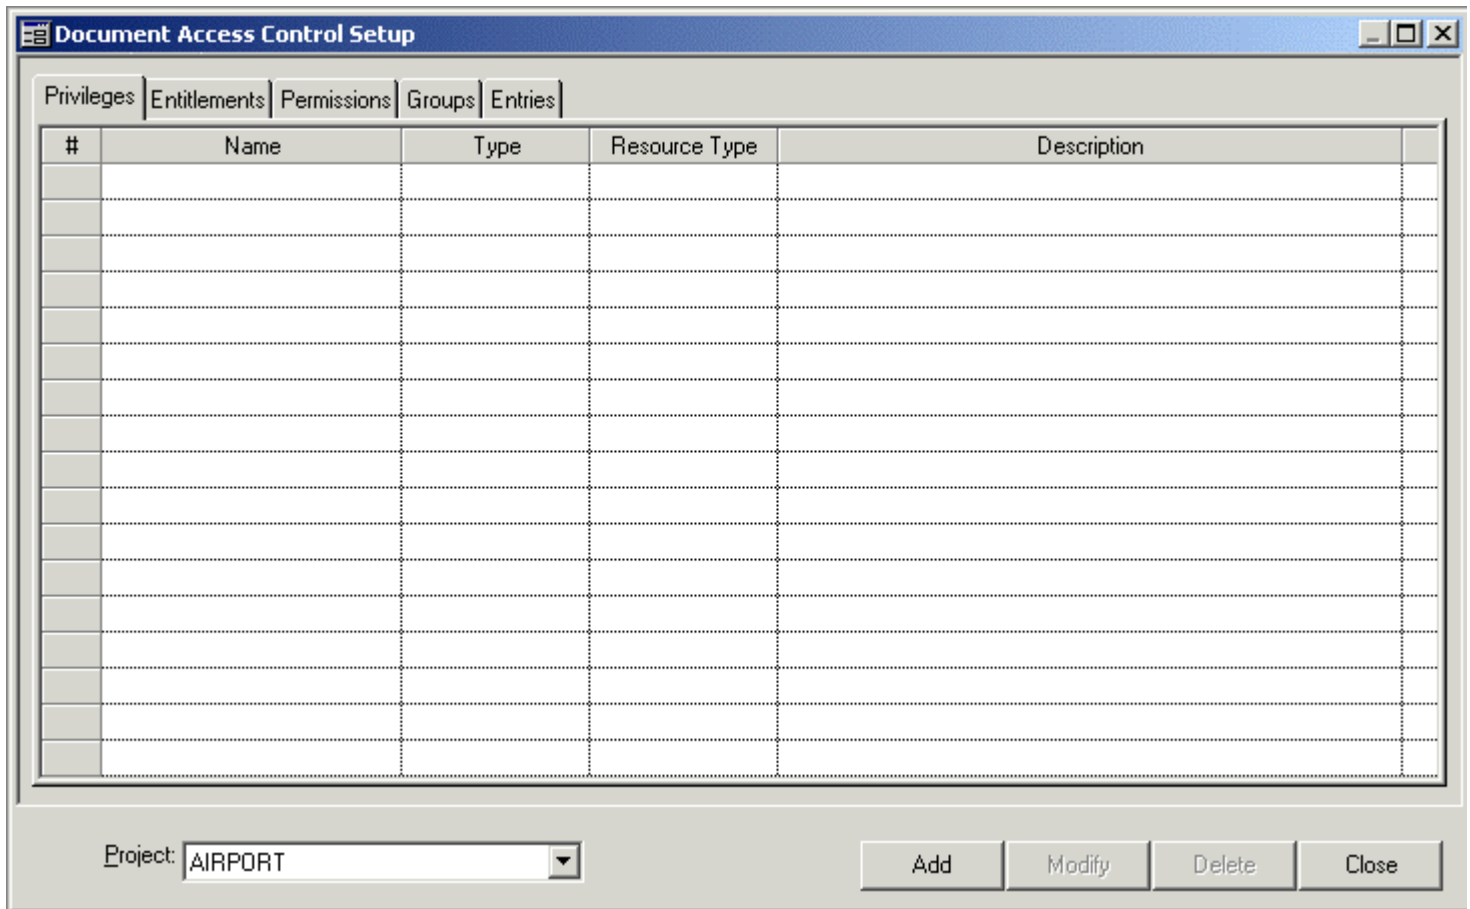 Document Access Control Setup
Privileges Entitlements Permissions Groups Entries
# Name Type Resource Type Description
Project: AIRPORT Add Modify Delete Close